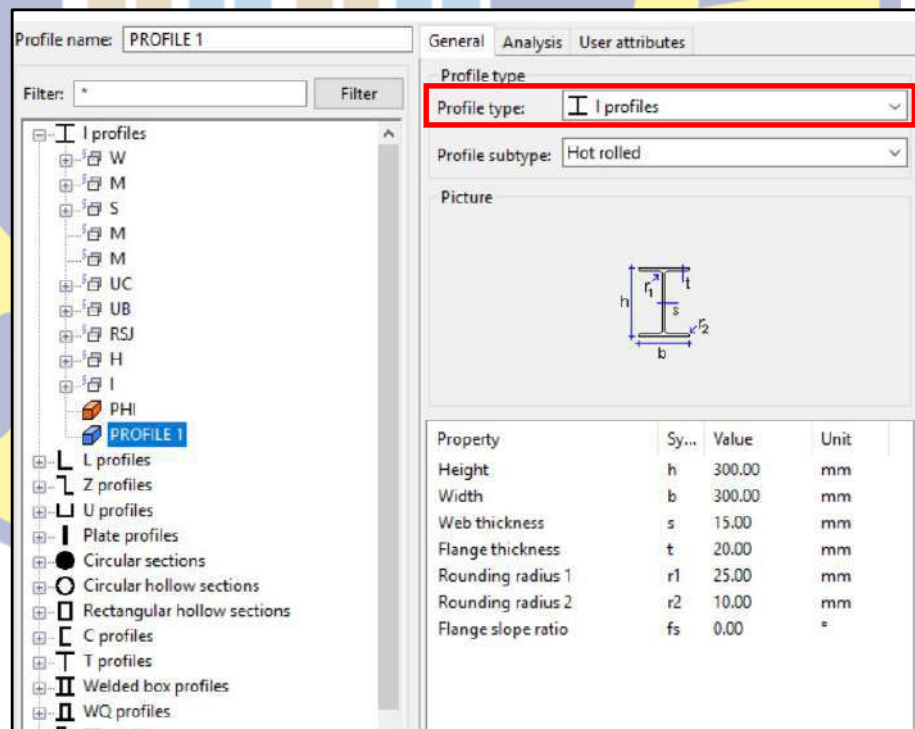 Profile name: PROFILE 1
Filter: * Filter
I profiles
W
M
S
M
M
UC
UB
RSJ
H
I
PHI
PROFILE 1
L profiles
Z profiles
U profiles
Plate profiles
Circular sections
Circular hollow sections
Rectangular hollow sections
C profiles
T profiles
Welded box profiles
WQ profiles
General Analysis User attributes
Profile type
Profile type: I profiles
Profile subtype: Hot rolled
Picture
r1 t
h s
r2
b
Property Sy... Value Unit
Height h 300.00 mm
Width b 300.00 mm
Web thickness s 15.00 mm
Flange thickness t 20.00 mm
Rounding radius 1 r1 25.00 mm
Rounding radius 2 r2 10.00 mm
Flange slope ratio fs 0.00 °